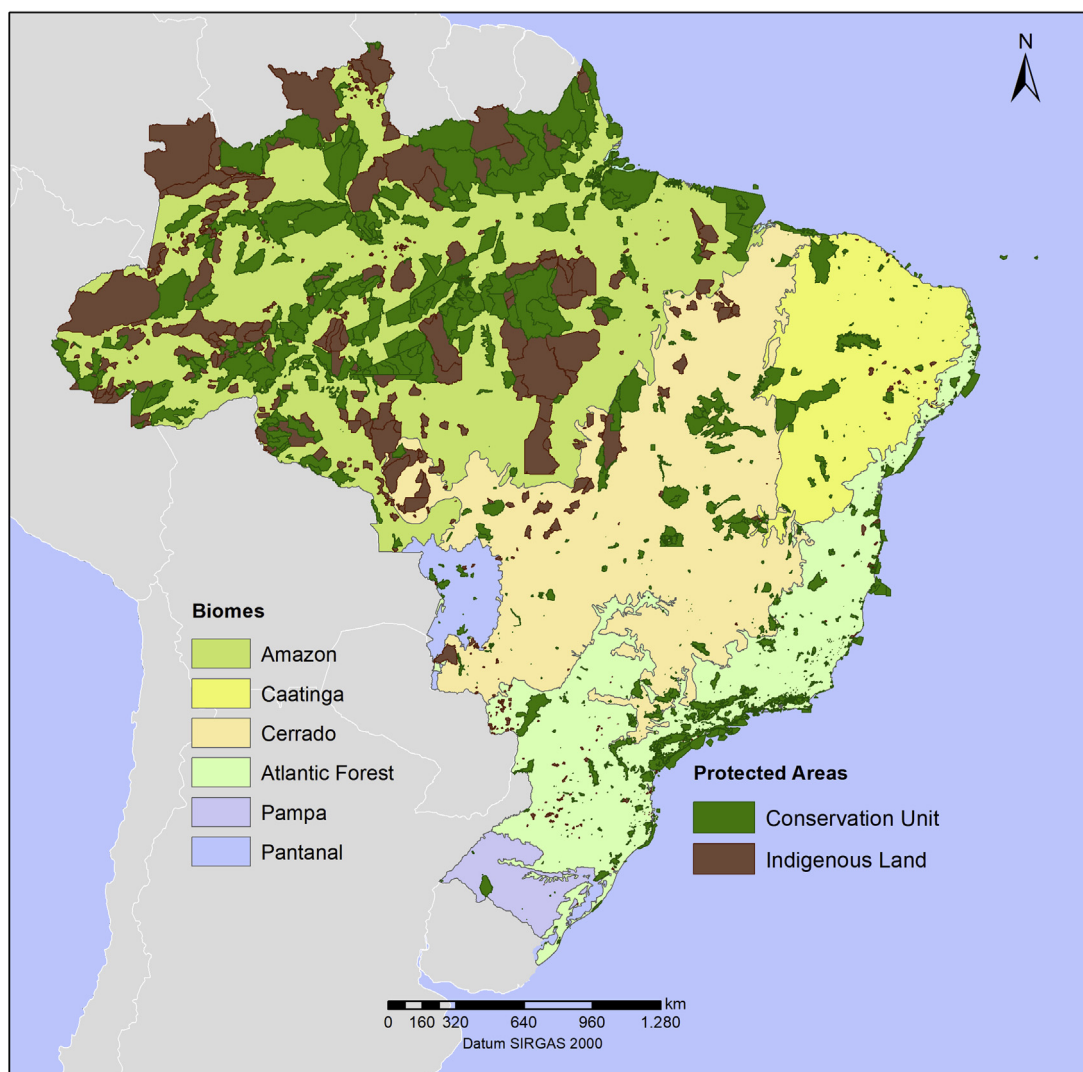 N
Biomes
Amazon
Caatinga
Cerrado
Atlantic Forest
Pampa
Pantanal
Protected Areas
Conservation Unit
Indigenous Land
km
0 160 320 640 960 1.280
Datum SIRGAS 2000